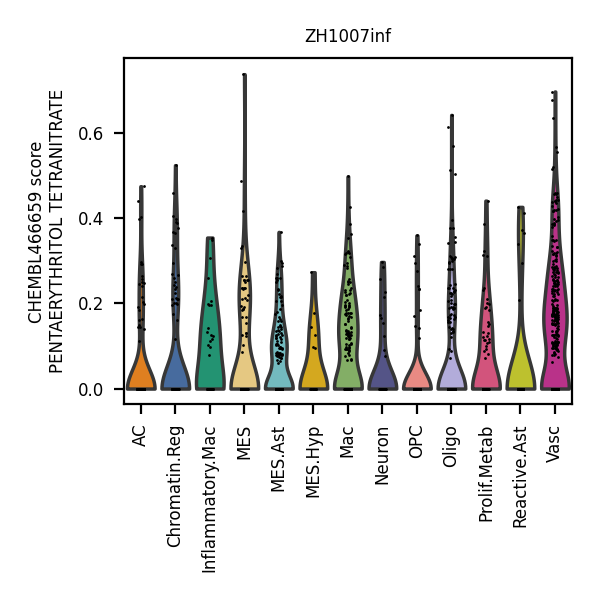 ZH1007inf
CHEMBL466659 score
PENTAERYTHRITOL TETRANITRATE
0.6
0.4
0.2
0.0
AC
Chromatin.Reg
Inflammatory.Mac
MES
MES.Ast
MES.Hyp
Mac
Neuron
OPC
Oligo
Prolif.Metab
Reactive.Ast
Vasc